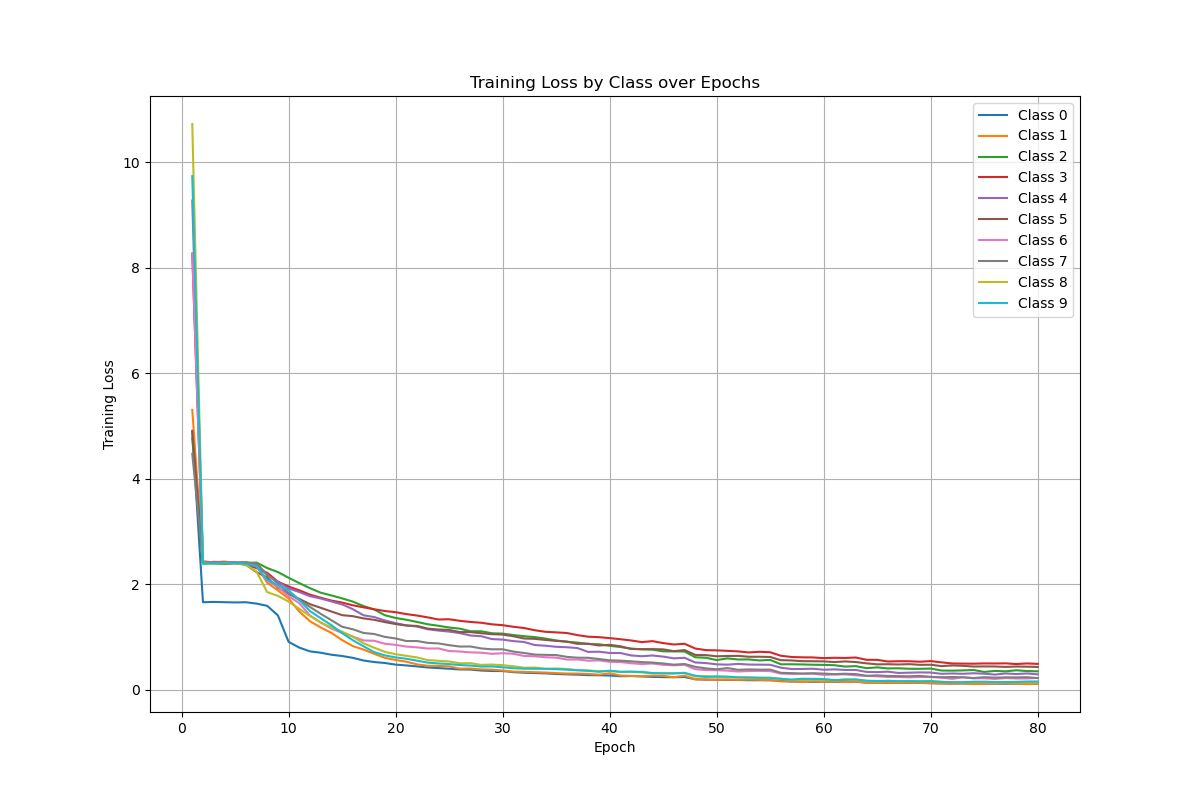 Training Loss by Class over Epochs
Training Loss
10
8
6
4
2
0
Class 0
Class 1
Class 2
Class 3
Class 4
Class 5
Class 6
Class 7
Class 8
Class 9
0 10 20 30 40 50 60 70 80
Epoch